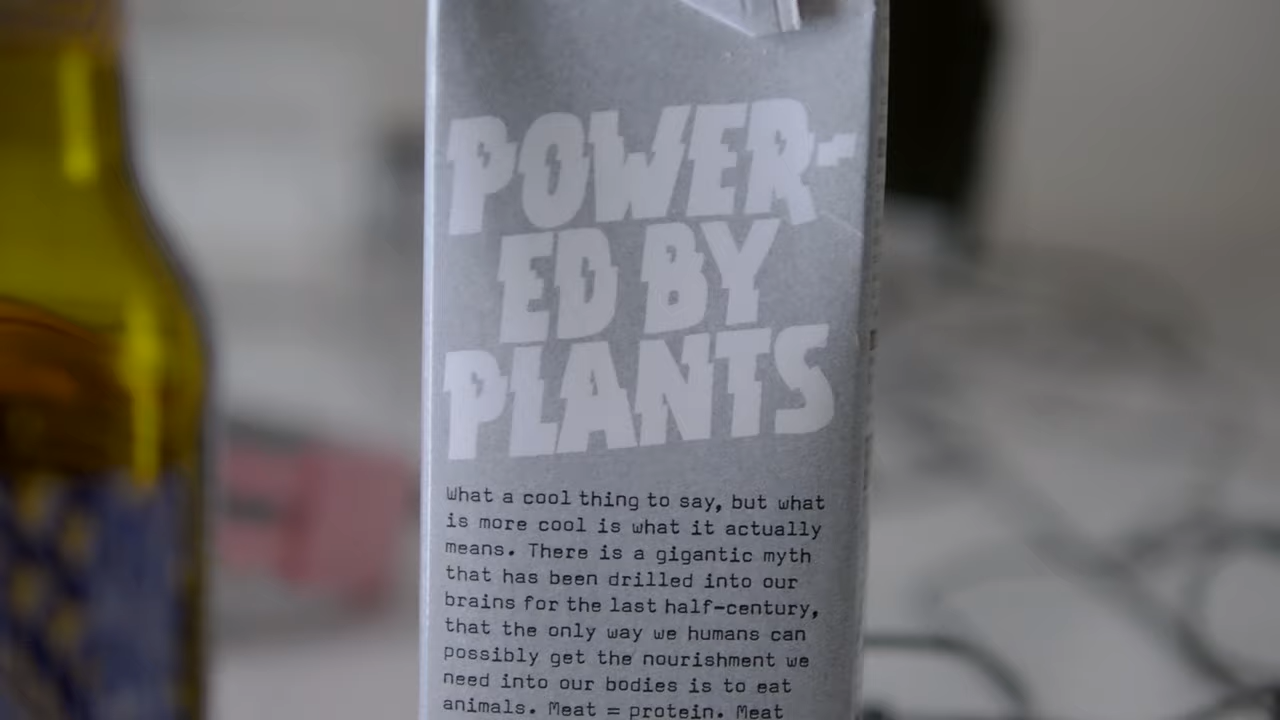 POWER-
ED BY
PLANTS
What a cool thing to say, but what
is more cool is what it actually
means. There is a gigantic myth
that has been drilled into our
brains for the last half-century,
that the only way we humans can
possibly get the nourishment we
need into our bodies is to eat
animals. Meat = protein. Meat